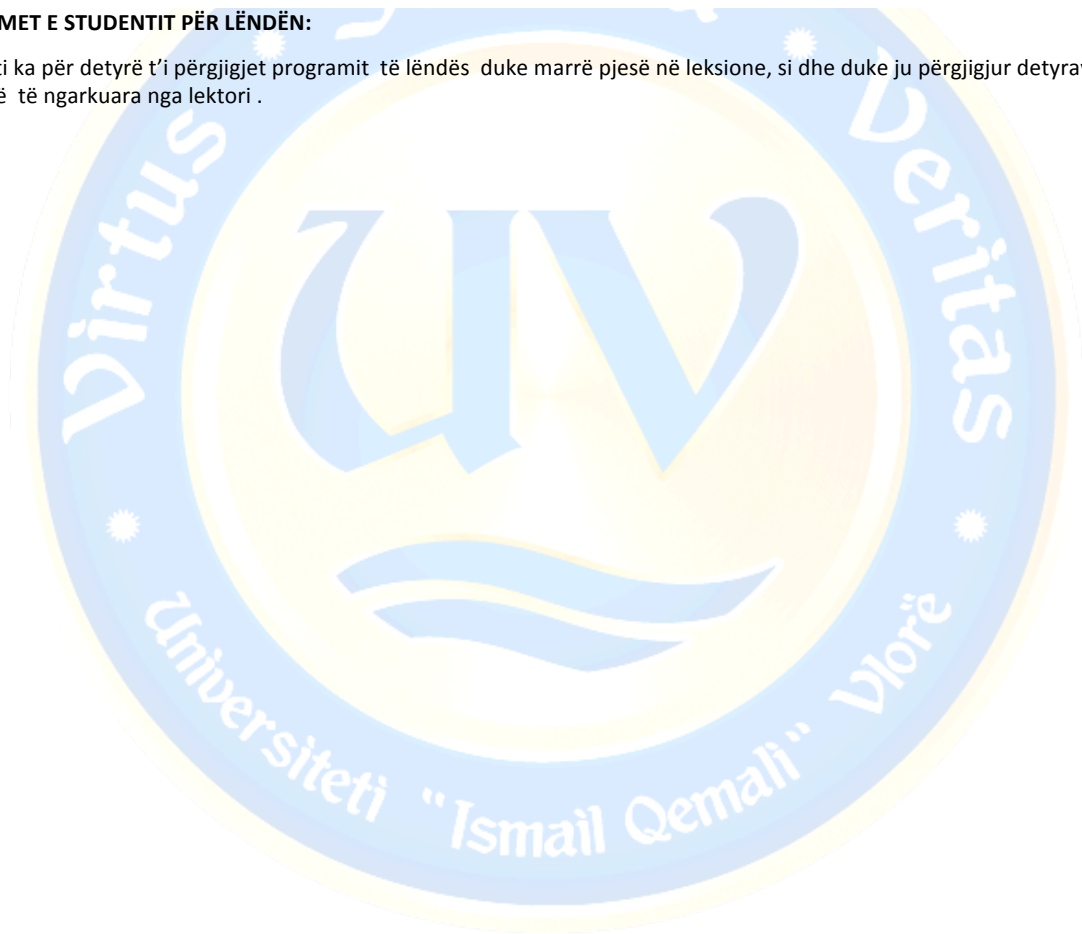 MET E STUDENTIT PËR LËNDËN:
ti ka për detyrë t’i përgjigjet programit të lëndës duke marrë pjesë në leksione, si dhe duke ju përgjigjur detyrav
ë të ngarkuara nga lektori .
Virtus
Veritas
Universiteti "Ismail Qemali" Vlorë
UV